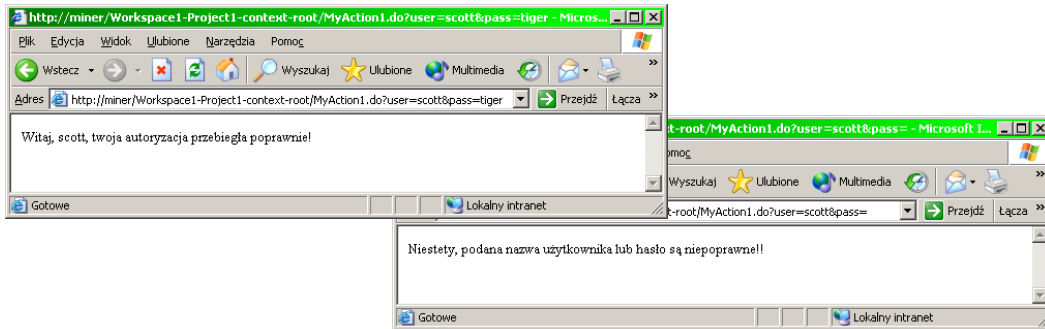 http://miner/Workspace1-Project1-context-root/MyAction1.do?user=scott&pass=tiger - Micros...
Plik Edycja Widok Ulubione Narzędzia Pomoc
Wstecz Wyszukaj Ulubione Multimedia »
Adres http://miner/Workspace1-Project1-context-root/MyAction1.do?user=scott&pass=tiger Przejdź Łącza »
Witaj, scott, twoja autoryzacja przebiegła poprawnie!
Gotowe Lokalny intranet
t-root/MyAction1.do?user=scott&pass= - Microsoft I...
omoc
Wyszukaj Ulubione Multimedia »
t-root/MyAction1.do?user=scott&pass= Przejdź Łącza »
Niestety, podana nazwa użytkownika lub hasło są niepoprawne!!
Gotowe Lokalny intranet